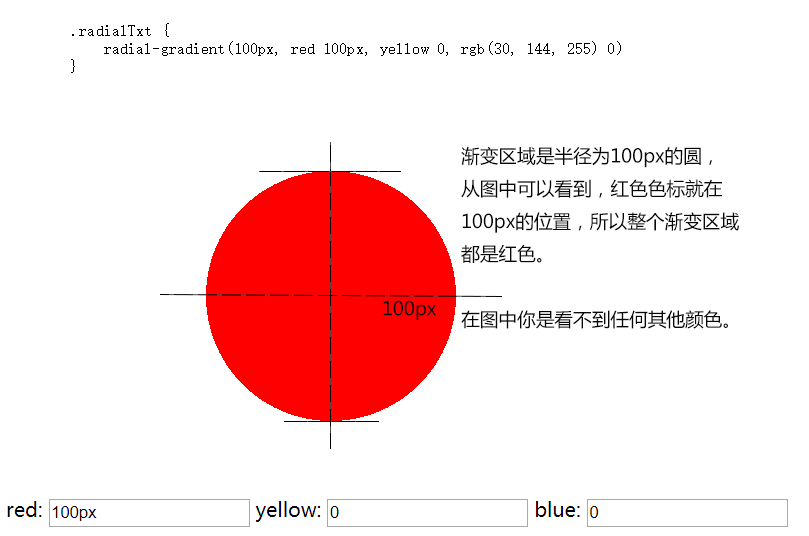 .radialTxt {
radial-gradient(100px, red 100px, yellow 0, rgb(30, 144, 255) 0)
}
渐变区域是半径为100px的圆，
从图中可以看到，红色色标就在
100px的位置，所以整个渐变区域
都是红色。
100px
在图中你是看不到任何其他颜色。
red: 100px yellow: 0 blue: 0